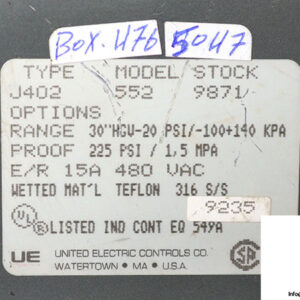 BOX.476 5047
TYPE MODEL STOCK
J402 552 9871/
OPTIONS
RANGE 30"HGV-20 PSI/-100+140 KPA
PROOF 225 PSI / 1,5 MPA
E/R 15A 480 VAC
WETTED MAT'L TEFLON 316 S/S
9235
UL LISTED IND CONT EQ 549A
UE UNITED ELECTRIC CONTROLS CO.
WATERTOWN • MA • U.S.A.